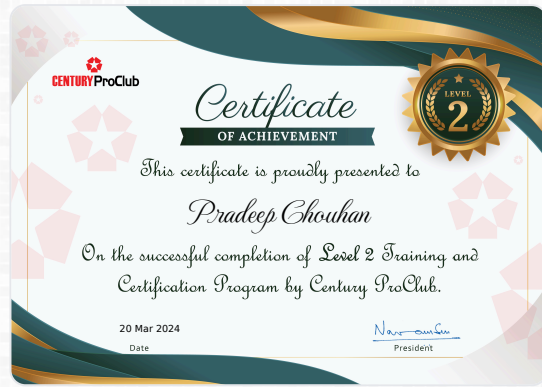 CENTURY ProClub
Certificate
OF ACHIEVEMENT
LEVEL
2
This certificate is proudly presented to
Pradeep Chouhan
On the successful completion of Level 2 Training and
Certification Program by Century ProClub.
20 Mar 2024
Date
President